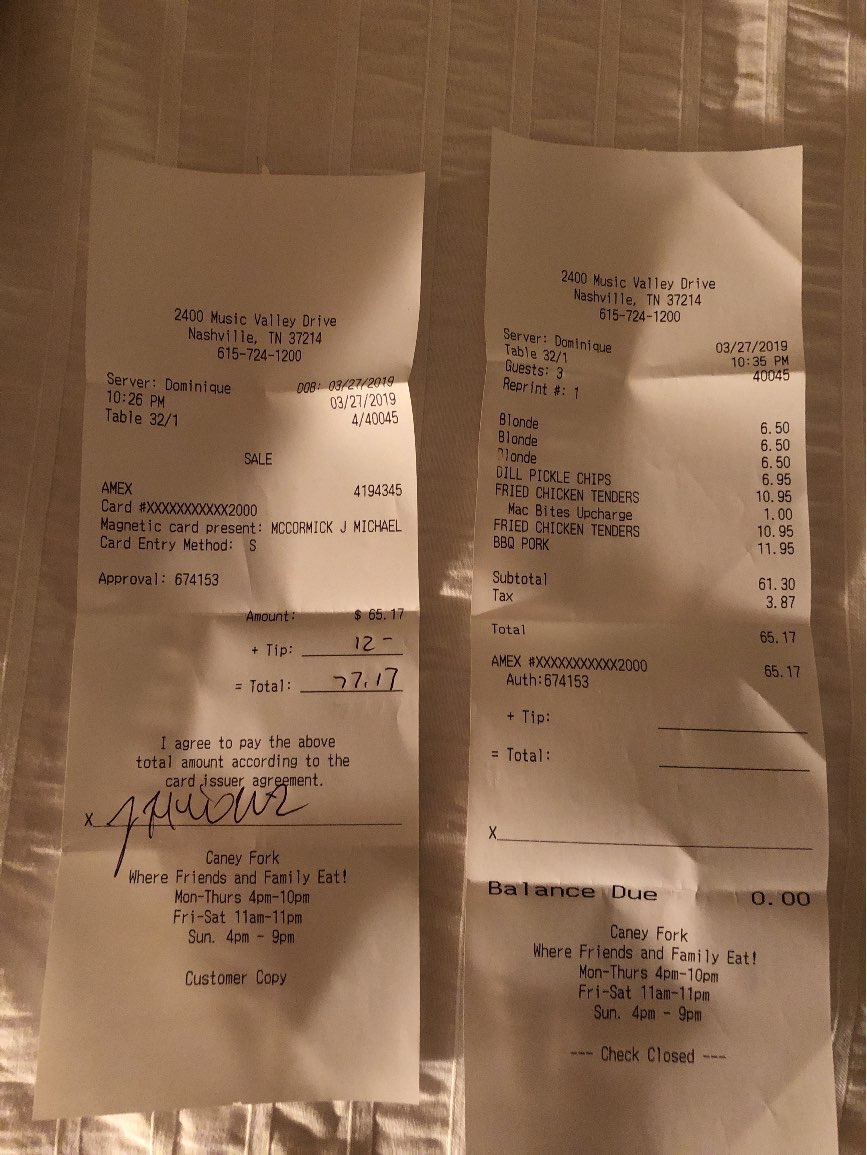 2400 Music Valley Drive
Nashville, TN 37214
615-724-1200
Server: Dominique DOB: 03/27/2019
10:26 PM 03/27/2019
Table 32/1 4/40045
SALE
AMEX 4194345
Card #XXXXXXXXXXX2000
Magnetic card present: MCCORMICK J MICHAEL
Card Entry Method: S
Approval: 674153
Amount: $ 65.17
+ Tip: 12 -
= Total: 77.17
I agree to pay the above
total amount according to the
card issuer agreement.
X
Caney Fork
Where Friends and Family Eat!
Mon-Thurs 4pm-10pm
Fri-Sat 11am-11pm
Sun. 4pm - 9pm
Customer Copy
2400 Music Valley Drive
Nashville, TN 37214
615-724-1200
Server: Dominique 03/27/2019
Table 32/1 10:35 PM
Guests: 3 40045
Reprint #: 1
Blonde 6.50
Blonde 6.50
Blonde 6.50
DILL PICKLE CHIPS 6.95
FRIED CHICKEN TENDERS 10.95
Mac Bites Upcharge 1.00
FRIED CHICKEN TENDERS 10.95
BBQ PORK 11.95
Subtotal 61.30
Tax 3.87
Total 65.17
AMEX #XXXXXXXXXXX2000 65.17
Auth:674153
+ Tip:
= Total:
X
Balance Due 0.00
Caney Fork
Where Friends and Family Eat!
Mon-Thurs 4pm-10pm
Fri-Sat 11am-11pm
Sun. 4pm - 9pm
--- Check Closed ---